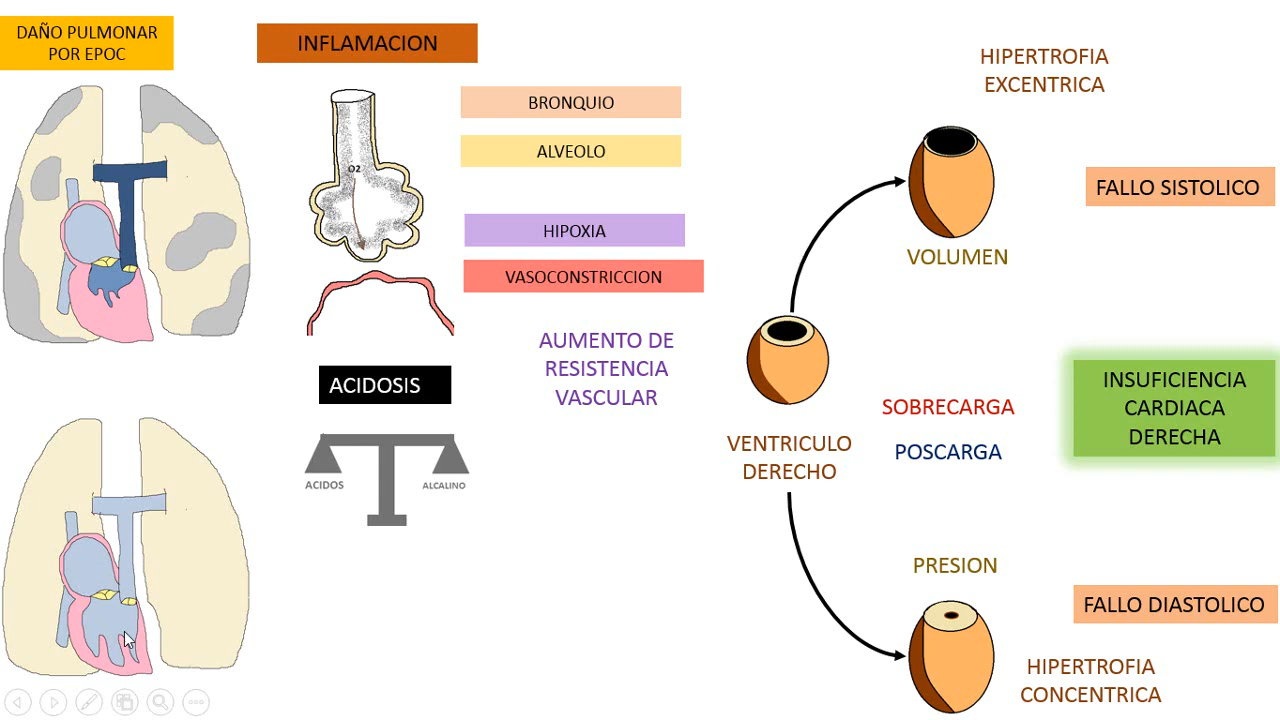 DAÑO PULMONAR
POR EPOC
INFLAMACION
BRONQUIO
ALVEOLO
O2
HIPOXIA
VASOCONSTRICCION
AUMENTO DE
RESISTENCIA
VASCULAR
ACIDOSIS
ACIDOS
ALCALINO
HIPERTROFIA
EXCENTRICA
VOLUMEN
FALLO SISTOLICO
VENTRICULO
DERECHO
SOBRECARGA
POSCARGA
INSUFICIENCIA
CARDIACA
DERECHA
PRESION
FALLO DIASTOLICO
HIPERTROFIA
CONCENTRICA